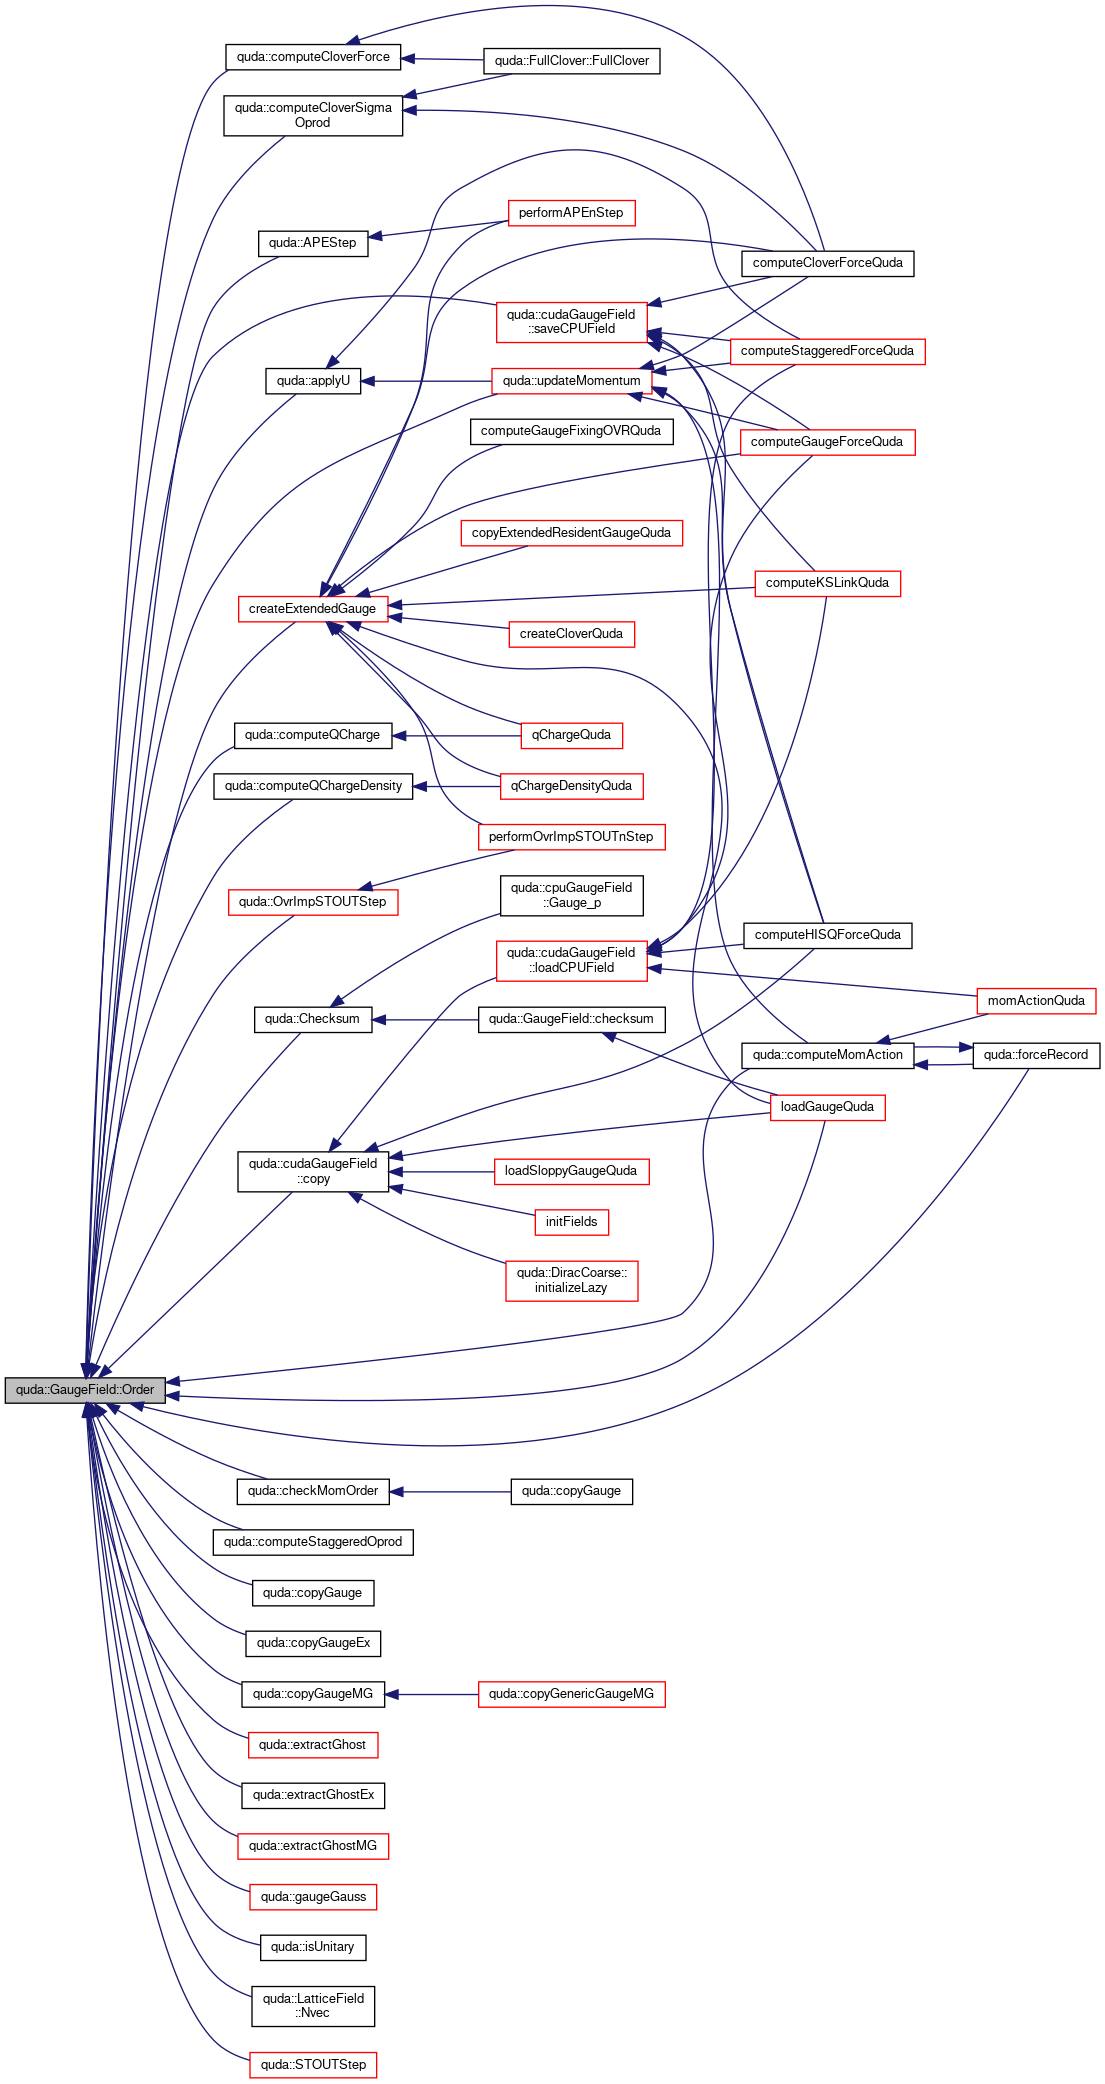 quda::computeCloverForce
quda::FullClover::FullClover
quda::computeCloverSigma
Oprod
performAPEnStep
quda::APEStep
computeCloverForceQuda
quda::cudaGaugeField
::saveCPUField
computeStaggeredForceQuda
quda::applyU
quda::updateMomentum
computeGaugeFixingOVRQuda
computeGaugeForceQuda
copyExtendedResidentGaugeQuda
computeKSLinkQuda
createExtendedGauge
createCloverQuda
quda::computeQCharge
qChargeQuda
quda::computeQChargeDensity
qChargeDensityQuda
performOvrImpSTOUTnStep
quda::cpuGaugeField
::Gauge_p
quda::OvrImpSTOUTStep
computeHISQForceQuda
quda::cudaGaugeField
::loadCPUField
momActionQuda
quda::Checksum
quda::GaugeField::checksum
quda::computeMomAction
quda::forceRecord
loadGaugeQuda
quda::cudaGaugeField
::copy
loadSloppyGaugeQuda
initFields
quda::DiracCoarse::
initializeLazy
quda::GaugeField::Order
quda::checkMomOrder
quda::copyGauge
quda::computeStaggeredOprod
quda::copyGauge
quda::copyGaugeEx
quda::copyGaugeMG
quda::copyGenericGaugeMG
quda::extractGhost
quda::extractGhostEx
quda::extractGhostMG
quda::gaugeGauss
quda::isUnitary
quda::LatticeField
::Nvec
quda::STOUTStep